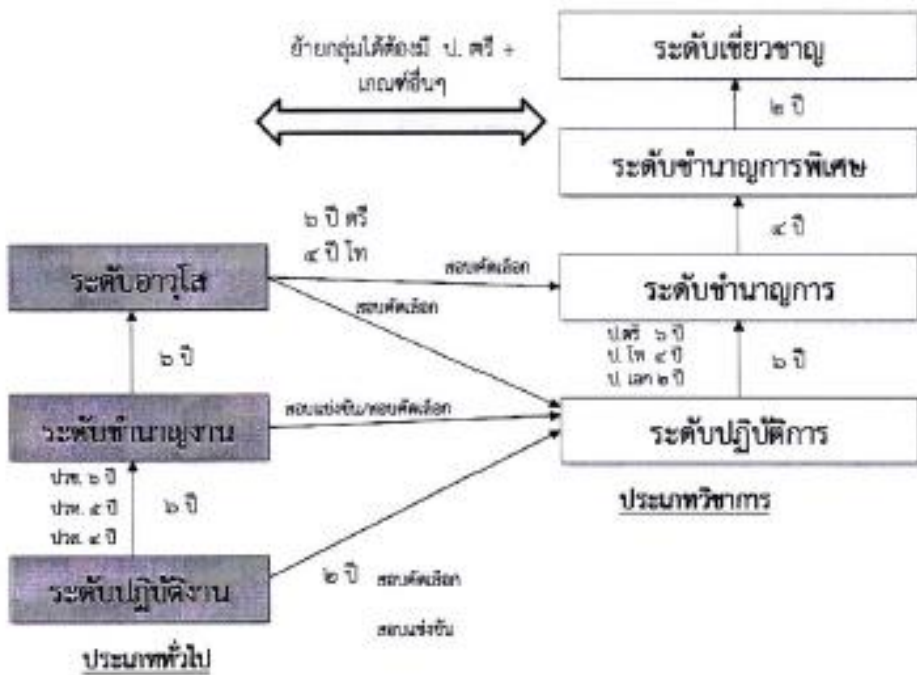 ย้ายกลุ่มได้ต้องมี ป. ตรี +
เกณฑ์อื่นๆ
ระดับเชี่ยวชาญ
๒ ปี
ระดับชำนาญการพิเศษ
๔ ปี
๖ ปี ตรี
๔ ปี โท
ระดับอาวุโส
สอบคัดเลือก
ระดับชำนาญการ
สอบคัดเลือก
๖ ปี
ป.ตรี ๖ ปี
ป. โท ๔ ปี
ป. เอก ๒ ปี
๖ ปี
ระดับชำนาญงาน
สอบแข่งขัน/สอบคัดเลือก
ระดับปฏิบัติการ
ประเภทวิชาการ
ปวช. ๖ ปี
ปวท. ๕ ปี
ปวส. ๔ ปี
๖ ปี
ระดับปฏิบัติงาน
๒ ปี สอบคัดเลือก
สอบแข่งขัน
ประเภททั่วไป